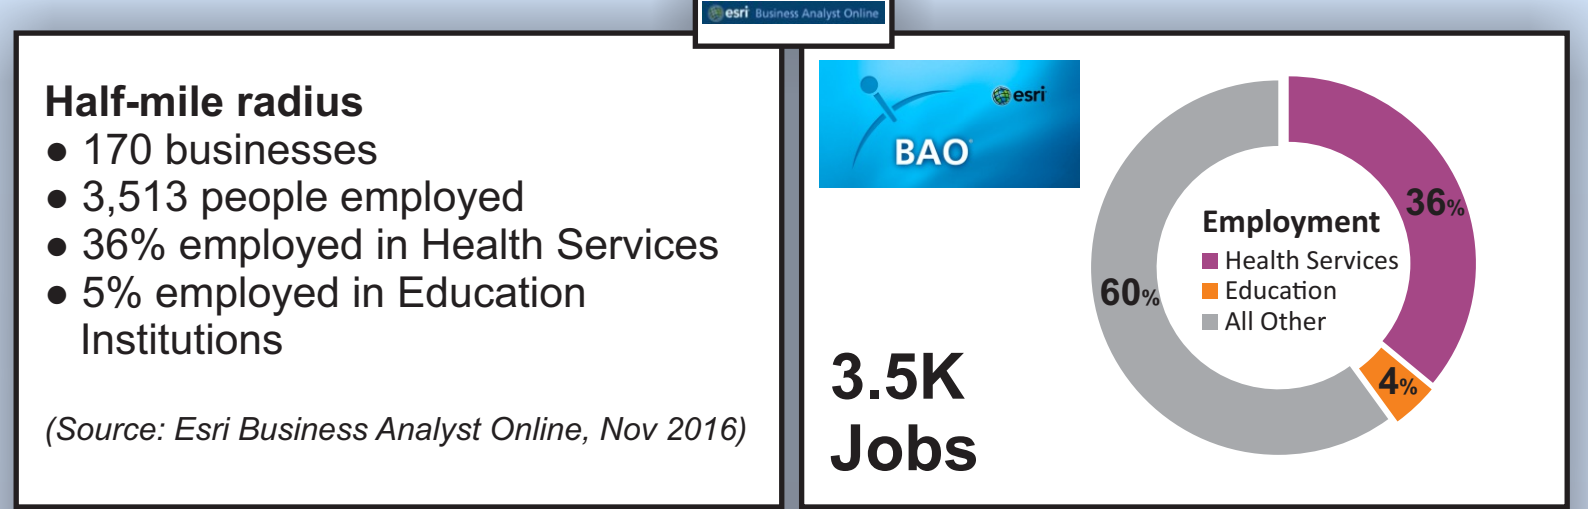 esri Business Analyst Online
Half-mile radius
● 170 businesses
● 3,513 people employed
● 36% employed in Health Services
● 5% employed in Education
Institutions
(Source: Esri Business Analyst Online, Nov 2016)
esri
BAO
3.5K
Jobs
36%
Employment
Health Services
Education
All Other
60%
4%